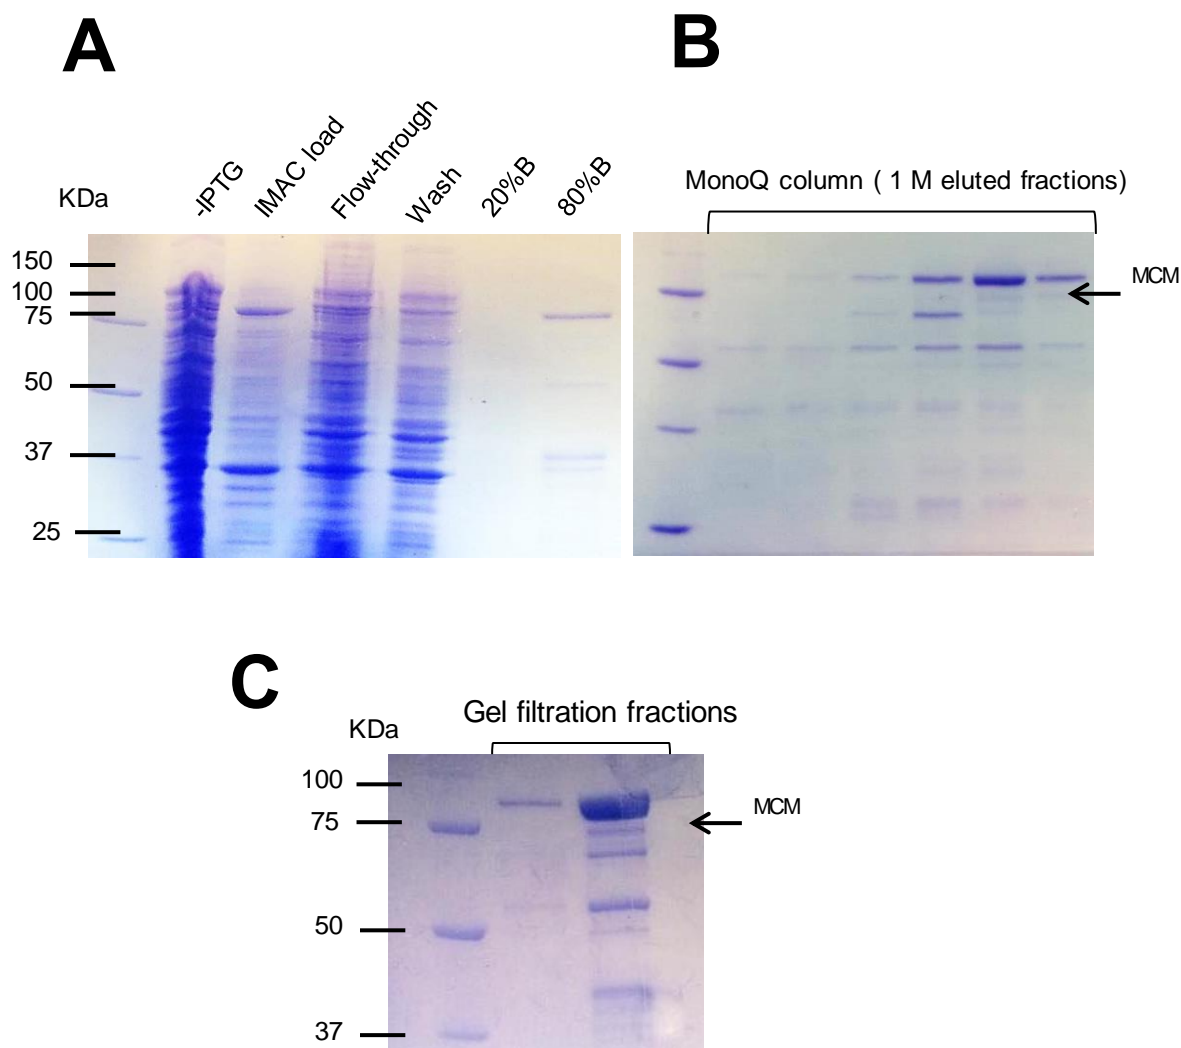 A
B
-IPTG
IMAC load
Flow-through
Wash
20%B
80%B
KDa
150
100
75
50
37
25
MonoQ column ( 1 M eluted fractions)
MCM
C
Gel filtration fractions
KDa
100
75
50
37
MCM